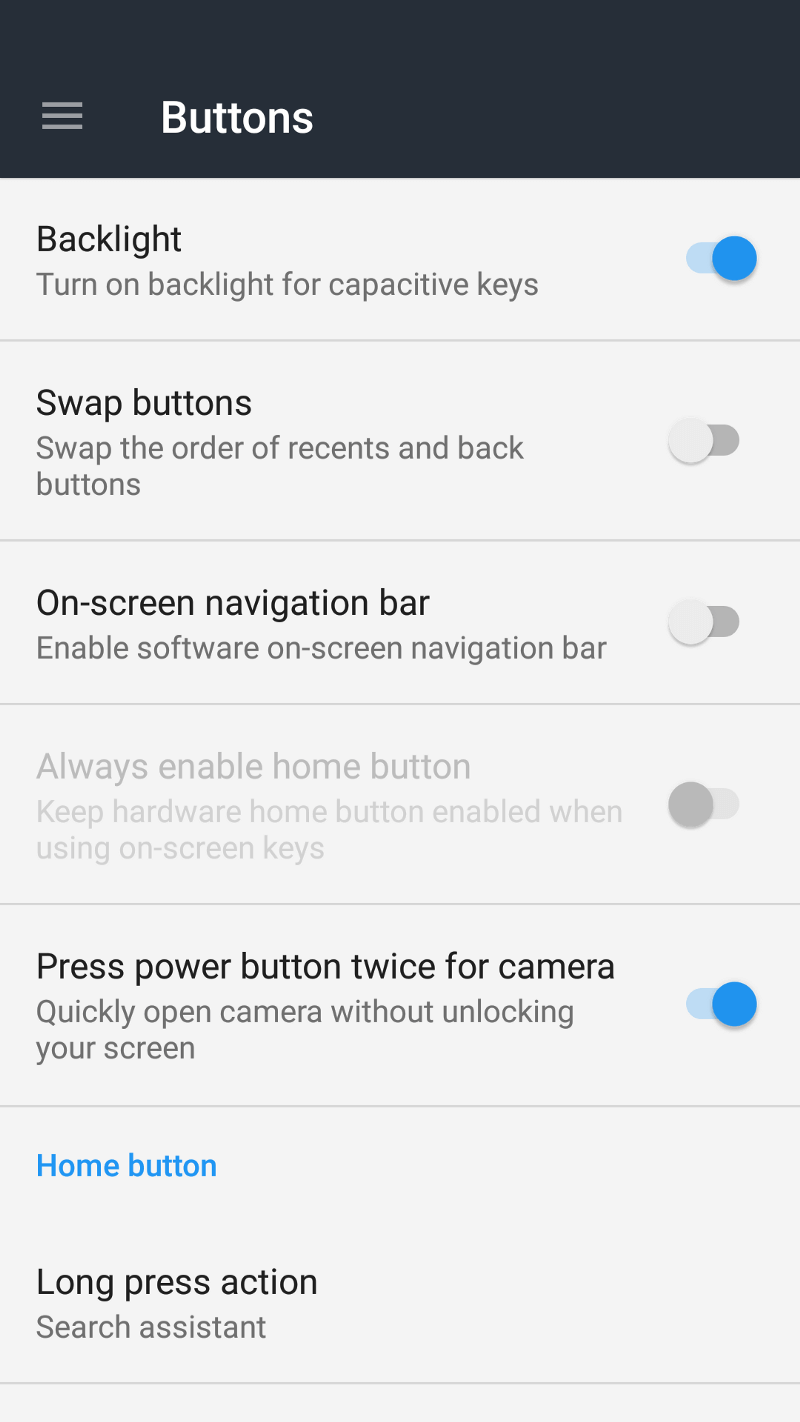 Buttons
Backlight
Turn on backlight for capacitive keys
Swap buttons
Swap the order of recents and back
buttons
On-screen navigation bar
Enable software on-screen navigation bar
Always enable home button
Keep hardware home button enabled when
using on-screen keys
Press power button twice for camera
Quickly open camera without unlocking
your screen
Home button
Long press action
Search assistant